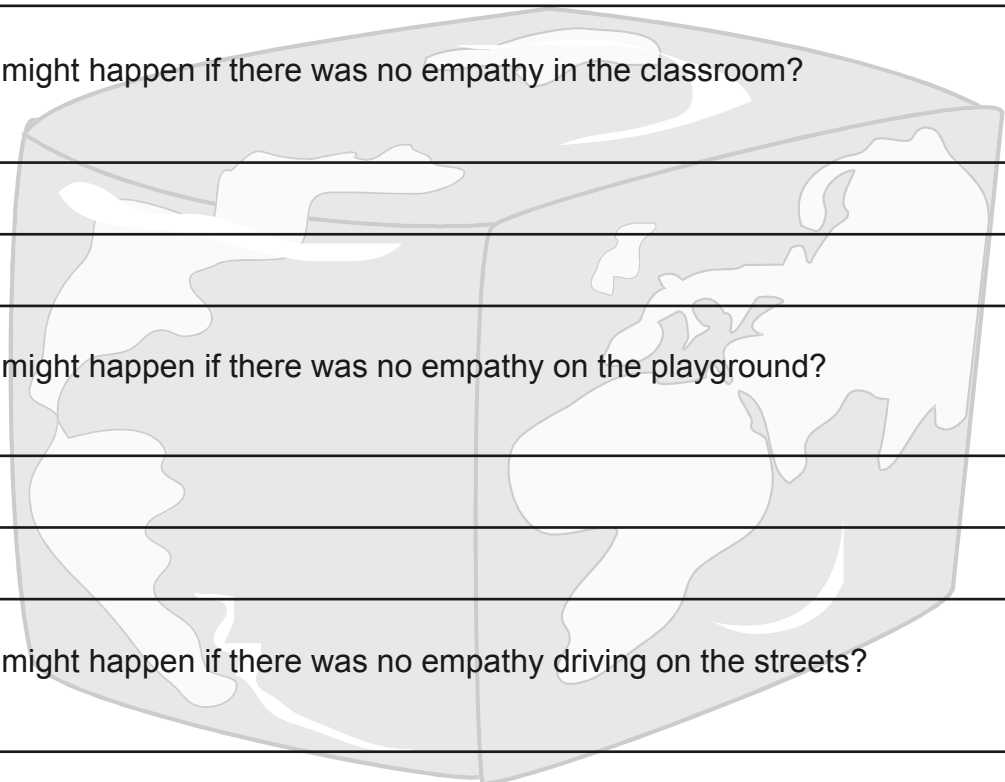 might happen if there was no empathy in the classroom?
might happen if there was no empathy on the playground?
might happen if there was no empathy driving on the streets?